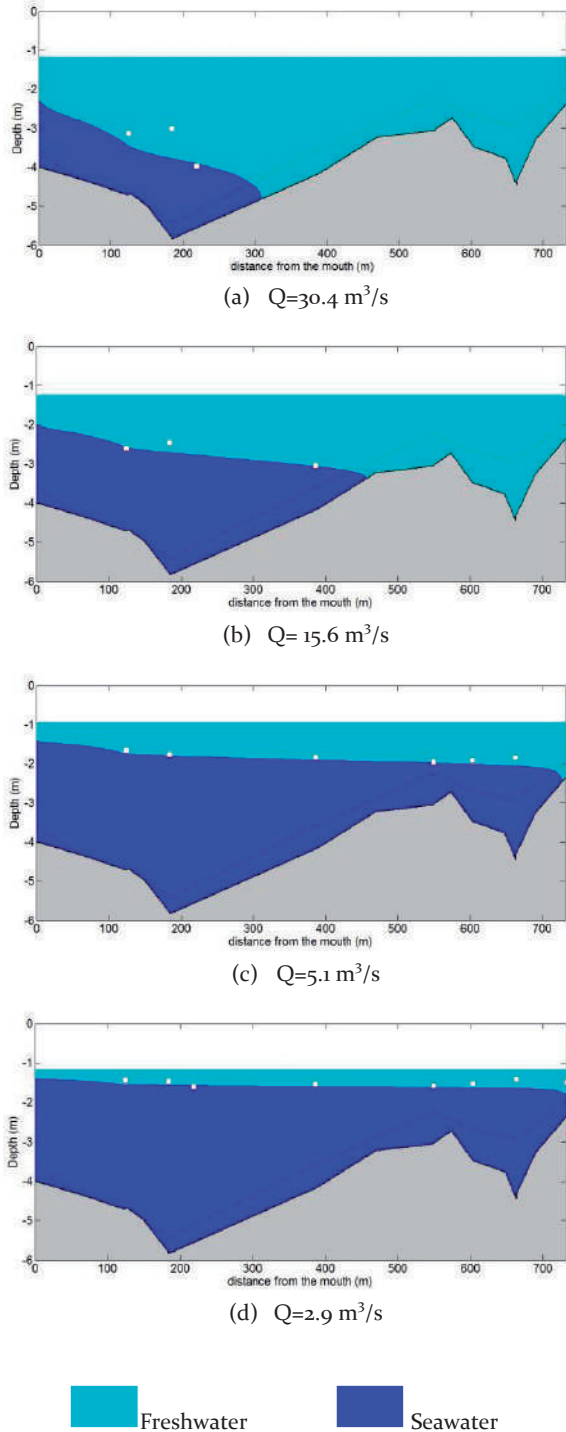 0
-1
-2
-3
-4
-5
-6
Depth (m)
0 100 200 300 400 500 600 700
distance from the mouth (m)
(a) Q=30.4 m³/s
0
-1
-2
-3
-4
-5
-6
Depth (m)
0 100 200 300 400 500 600 700
distance from the mouth (m)
(b) Q= 15.6 m³/s
0
-1
-2
-3
-4
-5
-6
Depth (m)
0 100 200 300 400 500 600 700
distance from the mouth (m)
(c) Q=5.1 m³/s
0
-1
-2
-3
-4
-5
-6
Depth (m)
0 100 200 300 400 500 600 700
distance from the mouth (m)
(d) Q=2.9 m³/s
Freshwater Seawater